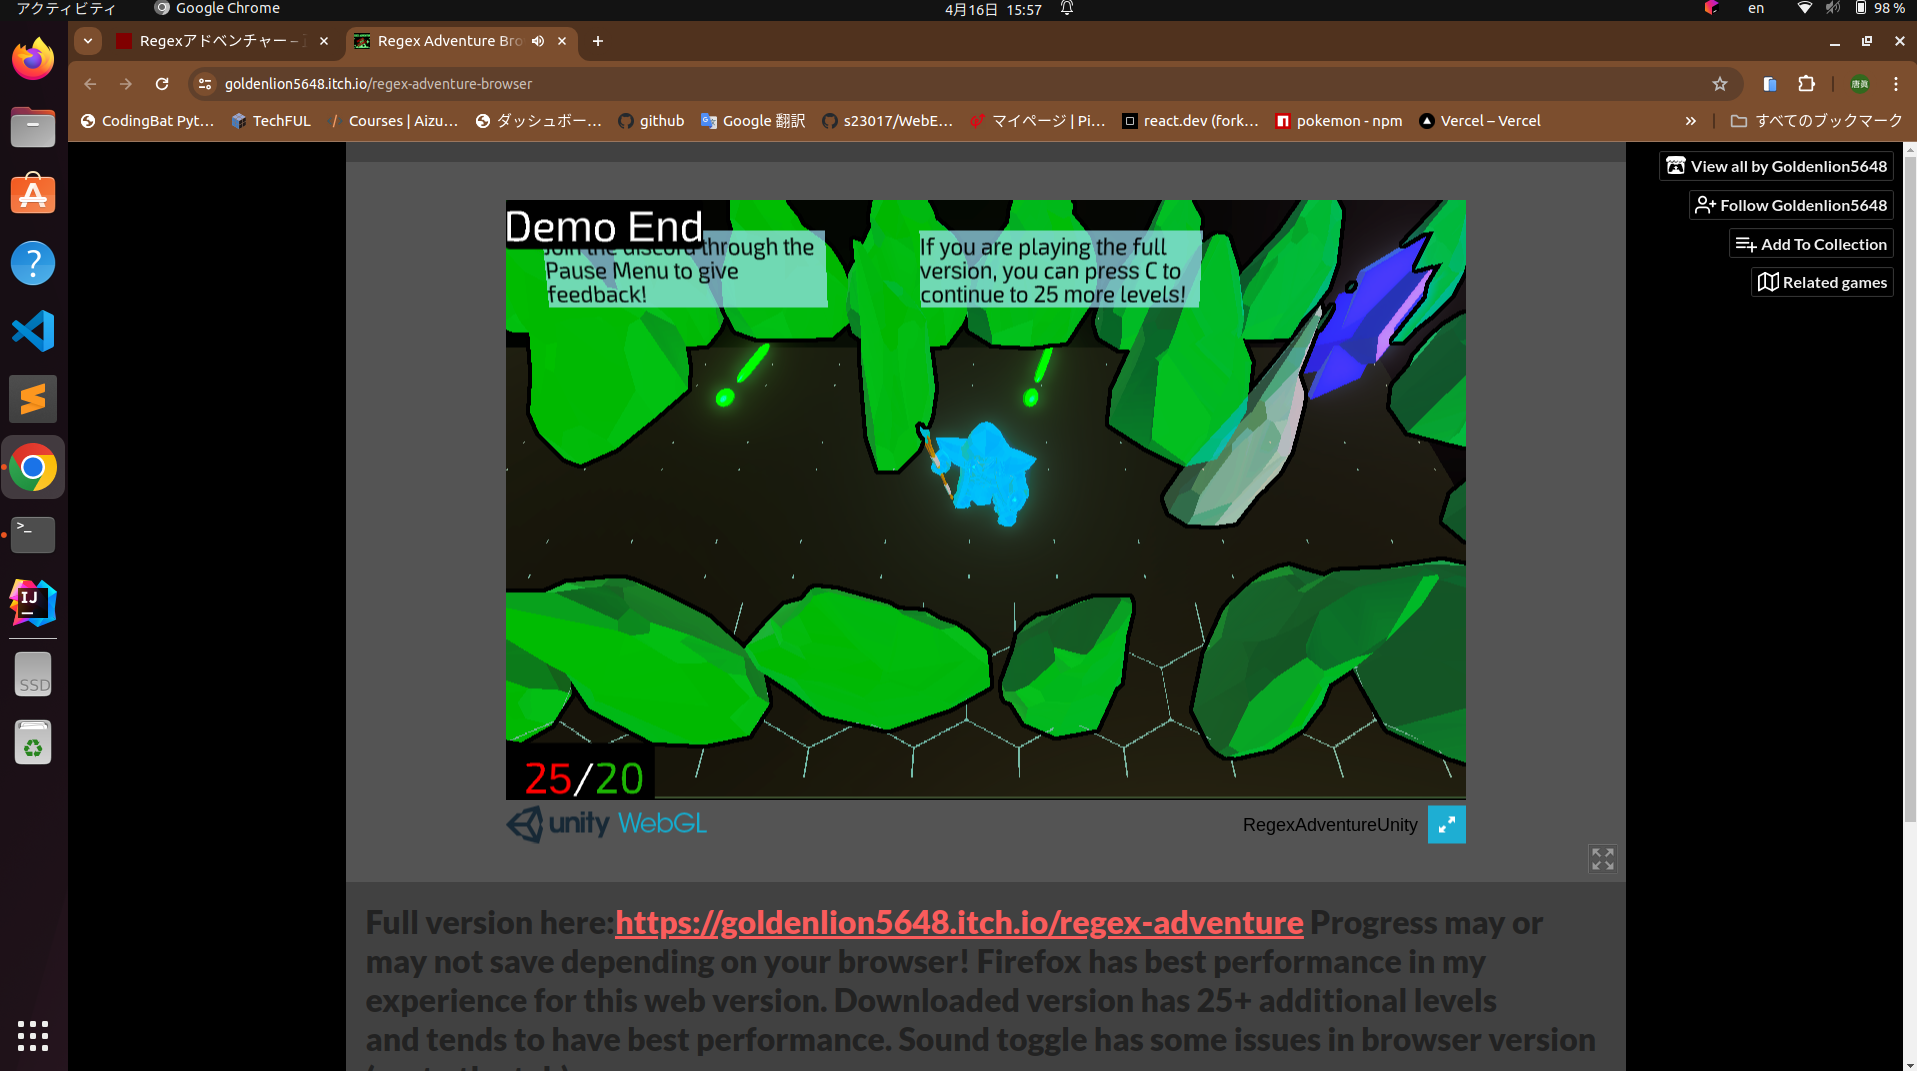 アクティビティ
Google Chrome
4月16日 15:57
en
98 %
Regexアドベンチャー –
Regex Adventure Bro
goldenlion5648.itch.io/regex-adventure-browser
CodingBat Pyt…
TechFUL
Courses | Aizu…
ダッシュボー…
github
Google 翻訳
s23017/WebE…
マイページ | Pi…
react.dev (fork…
pokemon - npm
Vercel – Vercel
»
すべてのブックマーク
View all by Goldenlion5648
Follow Goldenlion5648
Add To Collection
Related games
Demo End
Join the discord through the
Pause Menu to give
feedback!
If you are playing the full
version, you can press C to
continue to 25 more levels!
25/20
unity WebGL
RegexAdventureUnity
SSD
Full version here:https://goldenlion5648.itch.io/regex-adventure Progress may or
may not save depending on your browser! Firefox has best performance in my
experience for this web version. Downloaded version has 25+ additional levels
and tends to have best performance. Sound toggle has some issues in browser version